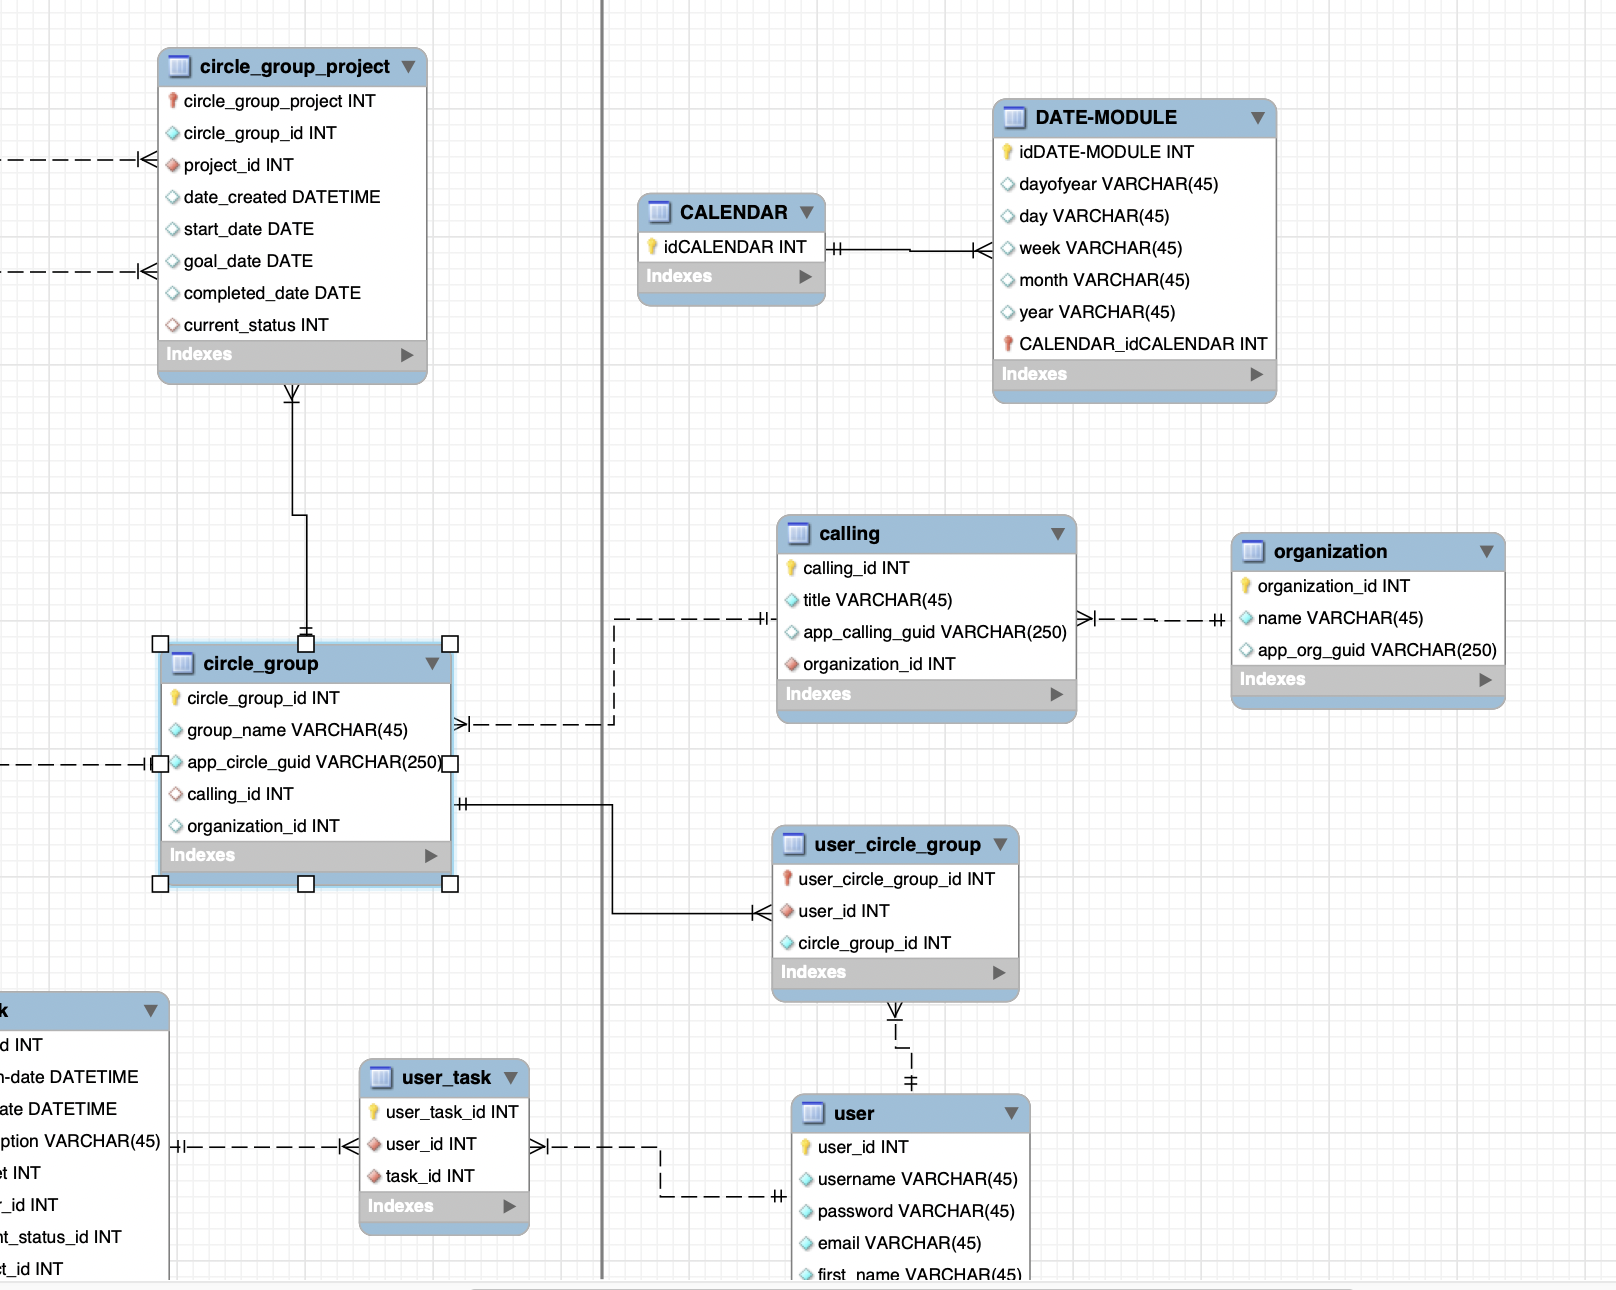 circle_group_project
circle_group_project INT
circle_group_id INT
project_id INT
date_created DATETIME
start_date DATE
goal_date DATE
completed_date DATE
current_status INT
Indexes
DATE-MODULE
idDATE-MODULE INT
dayofyear VARCHAR(45)
day VARCHAR(45)
week VARCHAR(45)
month VARCHAR(45)
year VARCHAR(45)
CALENDAR_idCALENDAR INT
Indexes
CALENDAR
idCALENDAR INT
Indexes
calling
calling_id INT
title VARCHAR(45)
app_calling_guid VARCHAR(250)
organization_id INT
Indexes
organization
organization_id INT
name VARCHAR(45)
app_org_guid VARCHAR(250)
Indexes
circle_group
circle_group_id INT
group_name VARCHAR(45)
app_circle_guid VARCHAR(250)
calling_id INT
organization_id INT
Indexes
user_circle_group
user_circle_group_id INT
user_id INT
circle_group_id INT
Indexes
k
d INT
n-date DATETIME
ate DATETIME
ption VARCHAR(45)
et INT
r_id INT
nt_status_id INT
ct_id INT
user_task
user_task_id INT
user_id INT
task_id INT
Indexes
user
user_id INT
username VARCHAR(45)
password VARCHAR(45)
email VARCHAR(45)
first_name VARCHAR(45)